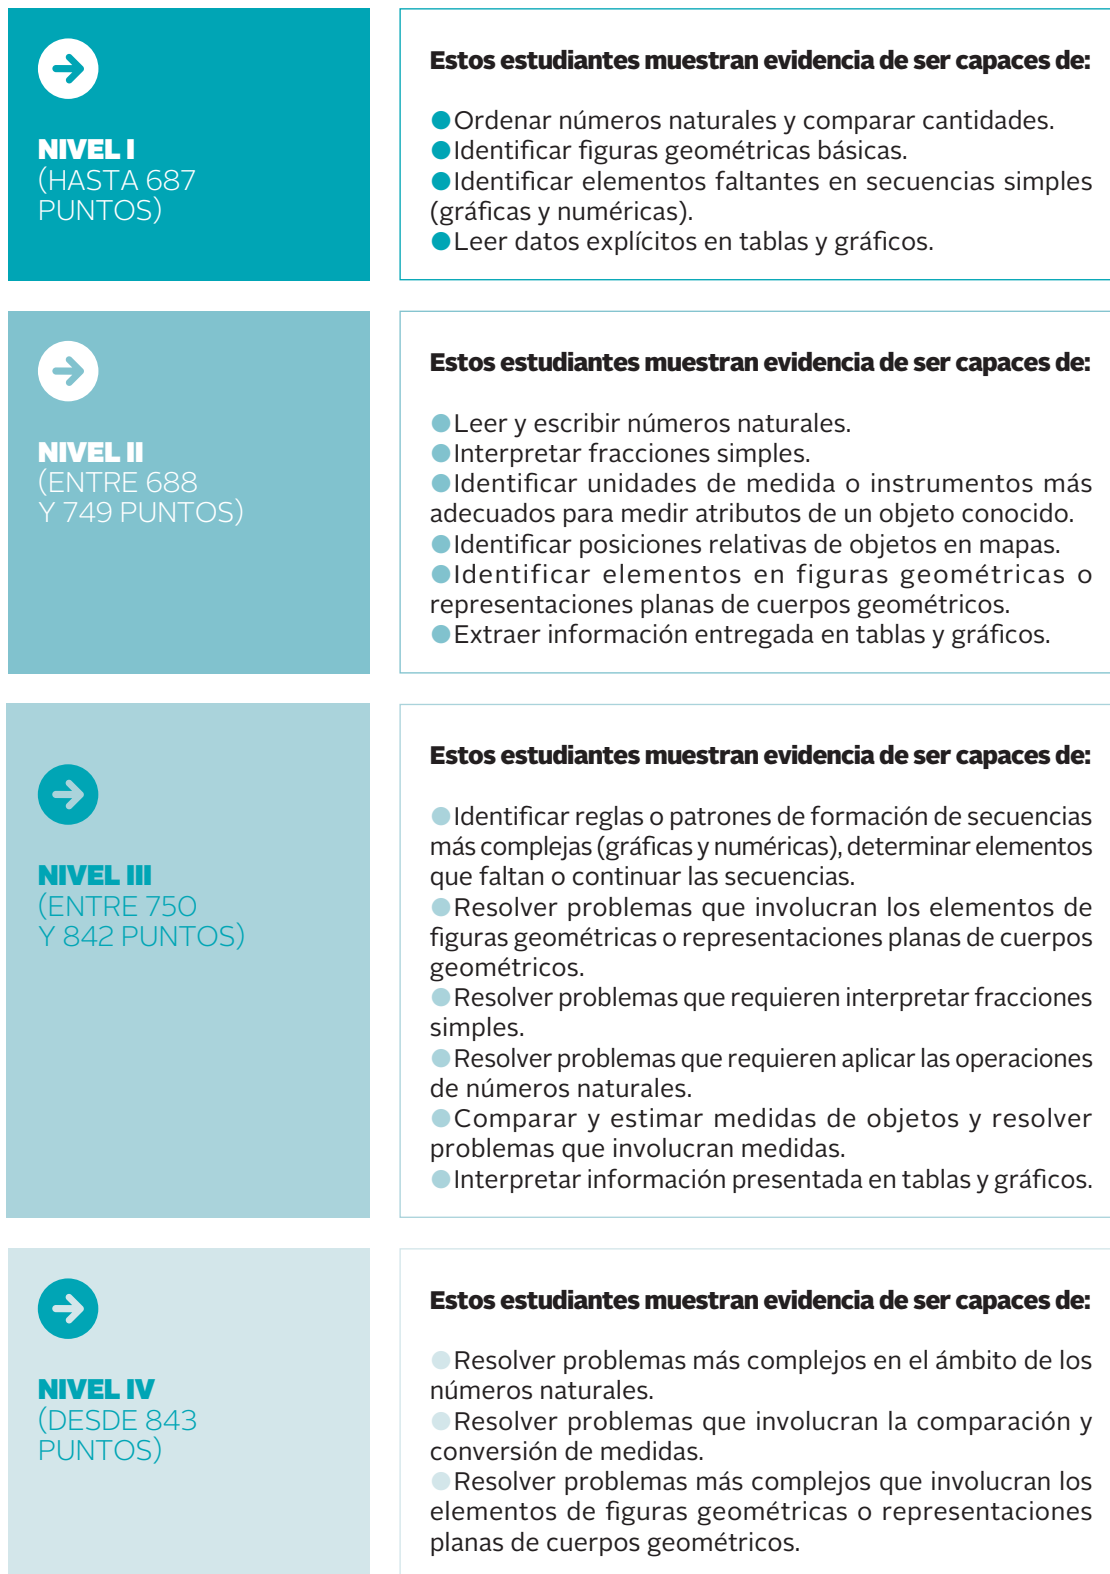 NIVEL I
(HASTA 687
PUNTOS)
Estos estudiantes muestran evidencia de ser capaces de:
●Ordenar números naturales y comparar cantidades.
●Identificar figuras geométricas básicas.
●Identificar elementos faltantes en secuencias simples
(gráficas y numéricas).
●Leer datos explícitos en tablas y gráficos.
NIVEL II
(ENTRE 688
Y 749 PUNTOS)
Estos estudiantes muestran evidencia de ser capaces de:
●Leer y escribir números naturales.
●Interpretar fracciones simples.
●Identificar unidades de medida o instrumentos más
adecuados para medir atributos de un objeto conocido.
●Identificar posiciones relativas de objetos en mapas.
●Identificar elementos en figuras geométricas o
representaciones planas de cuerpos geométricos.
●Extraer información entregada en tablas y gráficos.
NIVEL III
(ENTRE 750
Y 842 PUNTOS)
Estos estudiantes muestran evidencia de ser capaces de:
●Identificar reglas o patrones de formación de secuencias
más complejas (gráficas y numéricas), determinar elementos
que faltan o continuar las secuencias.
●Resolver problemas que involucran los elementos de
figuras geométricas o representaciones planas de cuerpos
geométricos.
●Resolver problemas que requieren interpretar fracciones
simples.
●Resolver problemas que requieren aplicar las operaciones
de números naturales.
●Comparar y estimar medidas de objetos y resolver
problemas que involucran medidas.
●Interpretar información presentada en tablas y gráficos.
NIVEL IV
(DESDE 843
PUNTOS)
Estos estudiantes muestran evidencia de ser capaces de:
●Resolver problemas más complejos en el ámbito de los
números naturales.
●Resolver problemas que involucran la comparación y
conversión de medidas.
●Resolver problemas más complejos que involucran los
elementos de figuras geométricas o representaciones
planas de cuerpos geométricos.